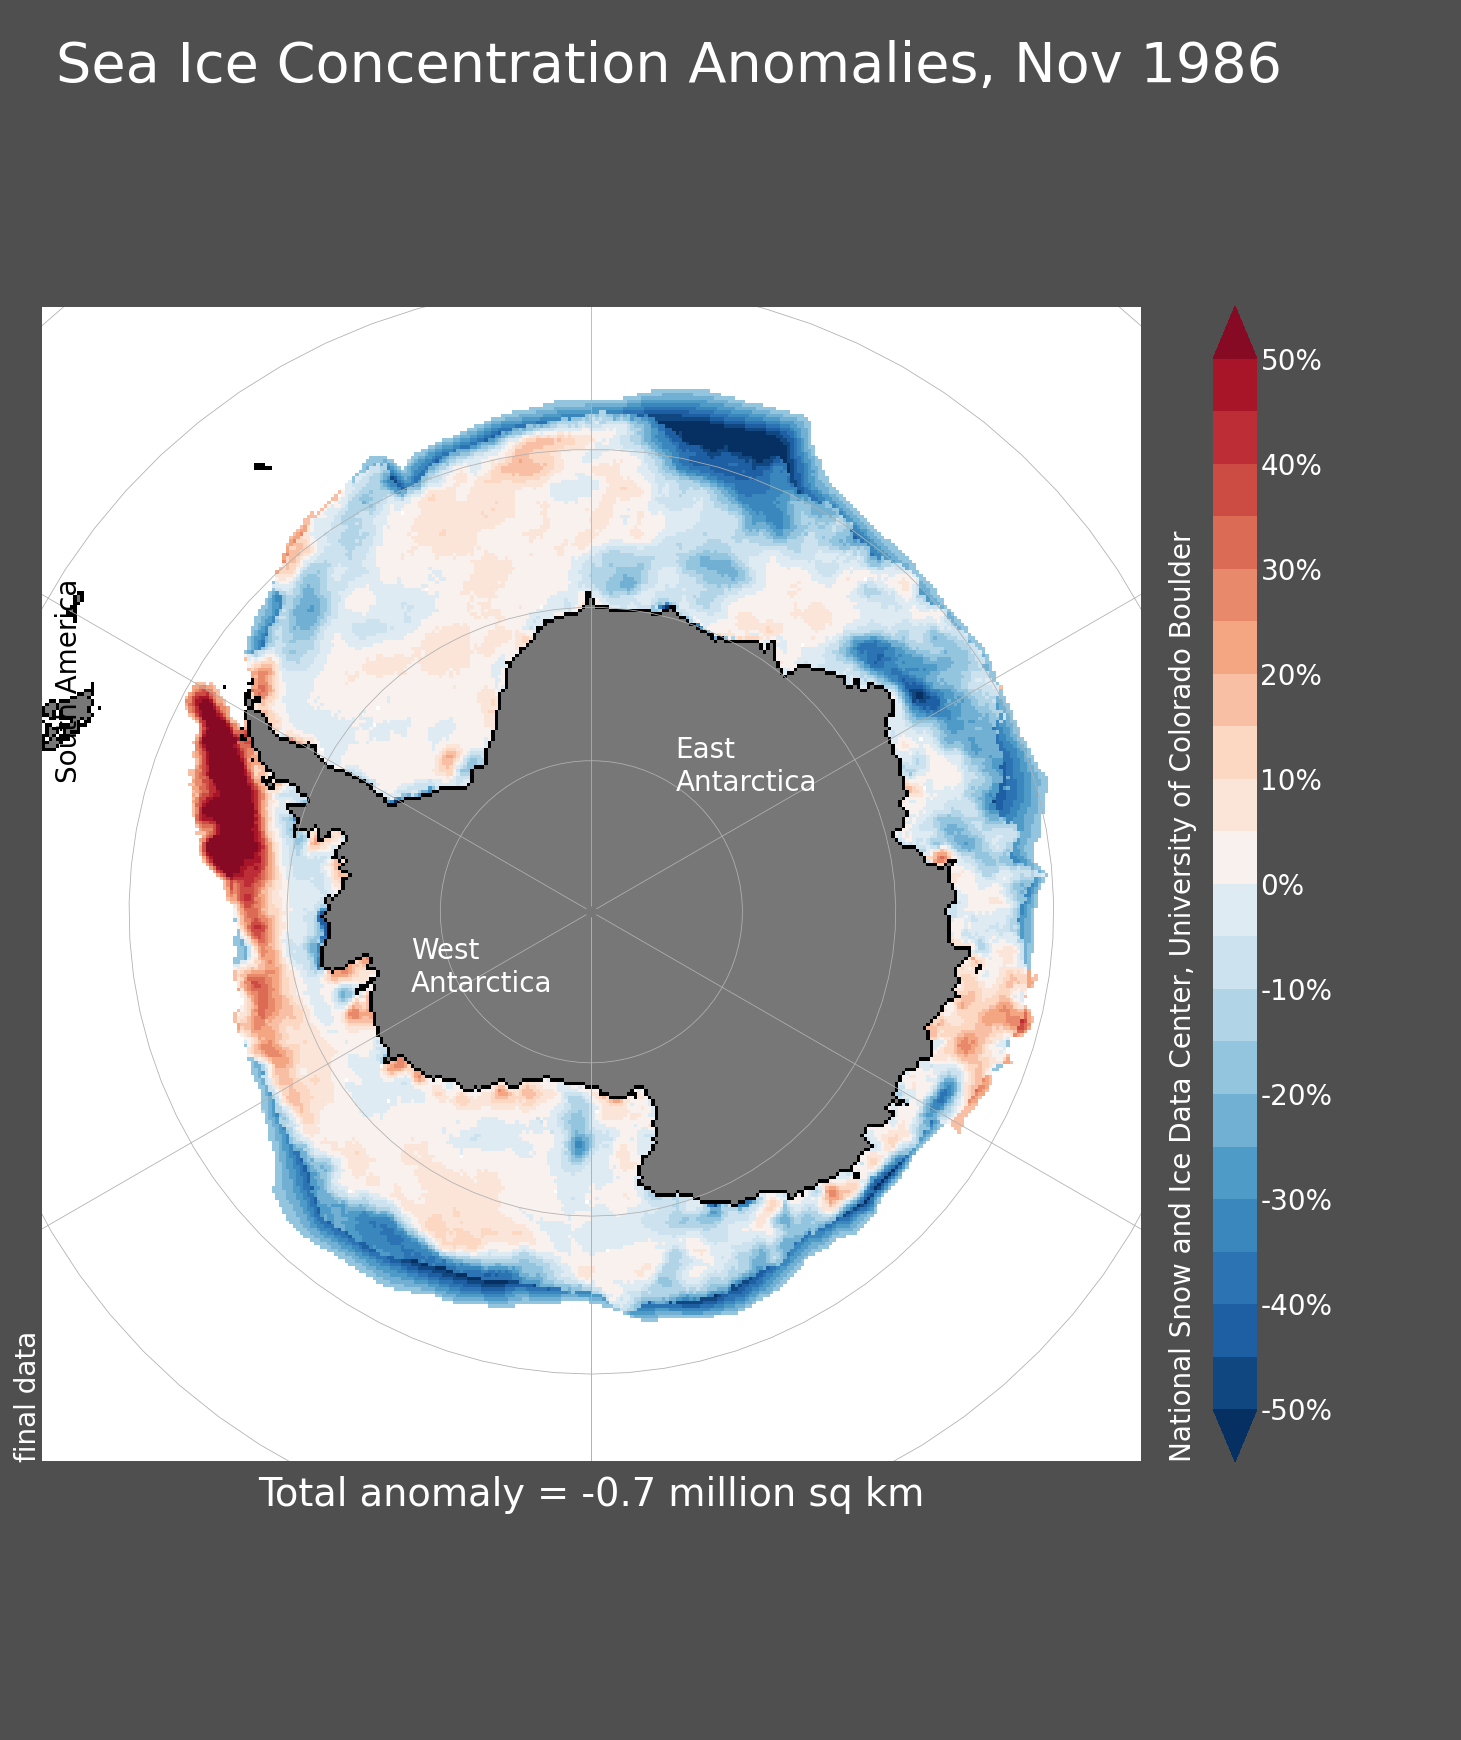 Sea Ice Concentration Anomalies, Nov 1986
South America
East
Antarctica
West
Antarctica
final data
Total anomaly = -0.7 million sq km
National Snow and Ice Data Center, University of Colorado Boulder
50%
40%
30%
20%
10%
0%
-10%
-20%
-30%
-40%
-50%